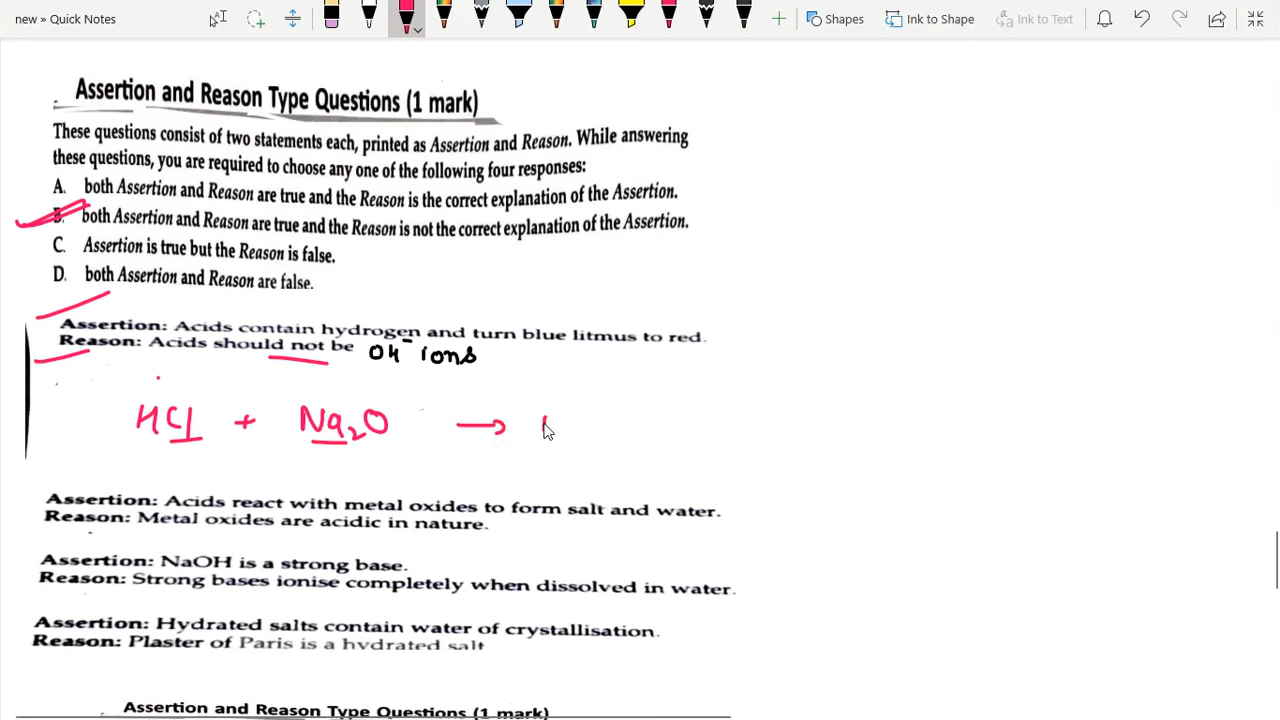 new » Quick Notes
Shapes
Ink to Shape
Ink to Text
Assertion and Reason Type Questions (1 mark)
These questions consist of two statements each, printed as Assertion and Reason. While answering
these questions, you are required to choose any one of the following four responses:
A. both Assertion and Reason are true and the Reason is the correct explanation of the Assertion.
B. both Assertion and Reason are true and the Reason is not the correct explanation of the Assertion.
C. Assertion is true but the Reason is false.
D. both Assertion and Reason are false.
Assertion: Acids contain hydrogen and turn blue litmus to red.
Reason: Acids should not be OH⁻ ions
HCl + Na₂O →
Assertion: Acids react with metal oxides to form salt and water.
Reason: Metal oxides are acidic in nature.
Assertion: NaOH is a strong base.
Reason: Strong bases ionise completely when dissolved in water.
Assertion: Hydrated salts contain water of crystallisation.
Reason: Plaster of Paris is a hydrated salt
Assertion and Reason Type Questions (1 mark)